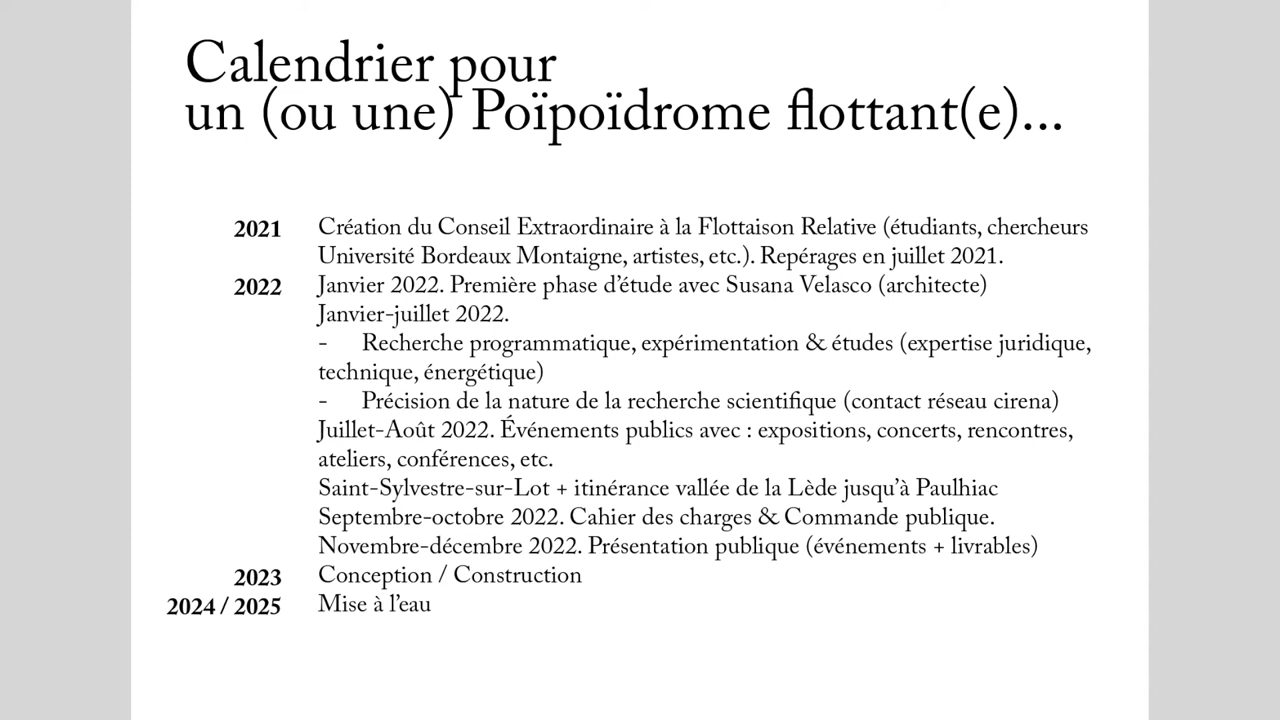 Calendrier pour
un (ou une) Poïpoïdrome flottant(e)...
2021 Création du Conseil Extraordinaire à la Flottaison Relative (étudiants, chercheurs
Université Bordeaux Montaigne, artistes, etc.). Repérages en juillet 2021.
2022 Janvier 2022. Première phase d’étude avec Susana Velasco (architecte)
Janvier-juillet 2022.
- Recherche programmatique, expérimentation & études (expertise juridique,
technique, énergétique)
- Précision de la nature de la recherche scientifique (contact réseau cirena)
Juillet-Août 2022. Événements publics avec : expositions, concerts, rencontres,
ateliers, conférences, etc.
Saint-Sylvestre-sur-Lot + itinérance vallée de la Lède jusqu’à Paulhiac
Septembre-octobre 2022. Cahier des charges & Commande publique.
Novembre-décembre 2022. Présentation publique (événements + livrables)
2023 Conception / Construction
2024 / 2025 Mise à l’eau